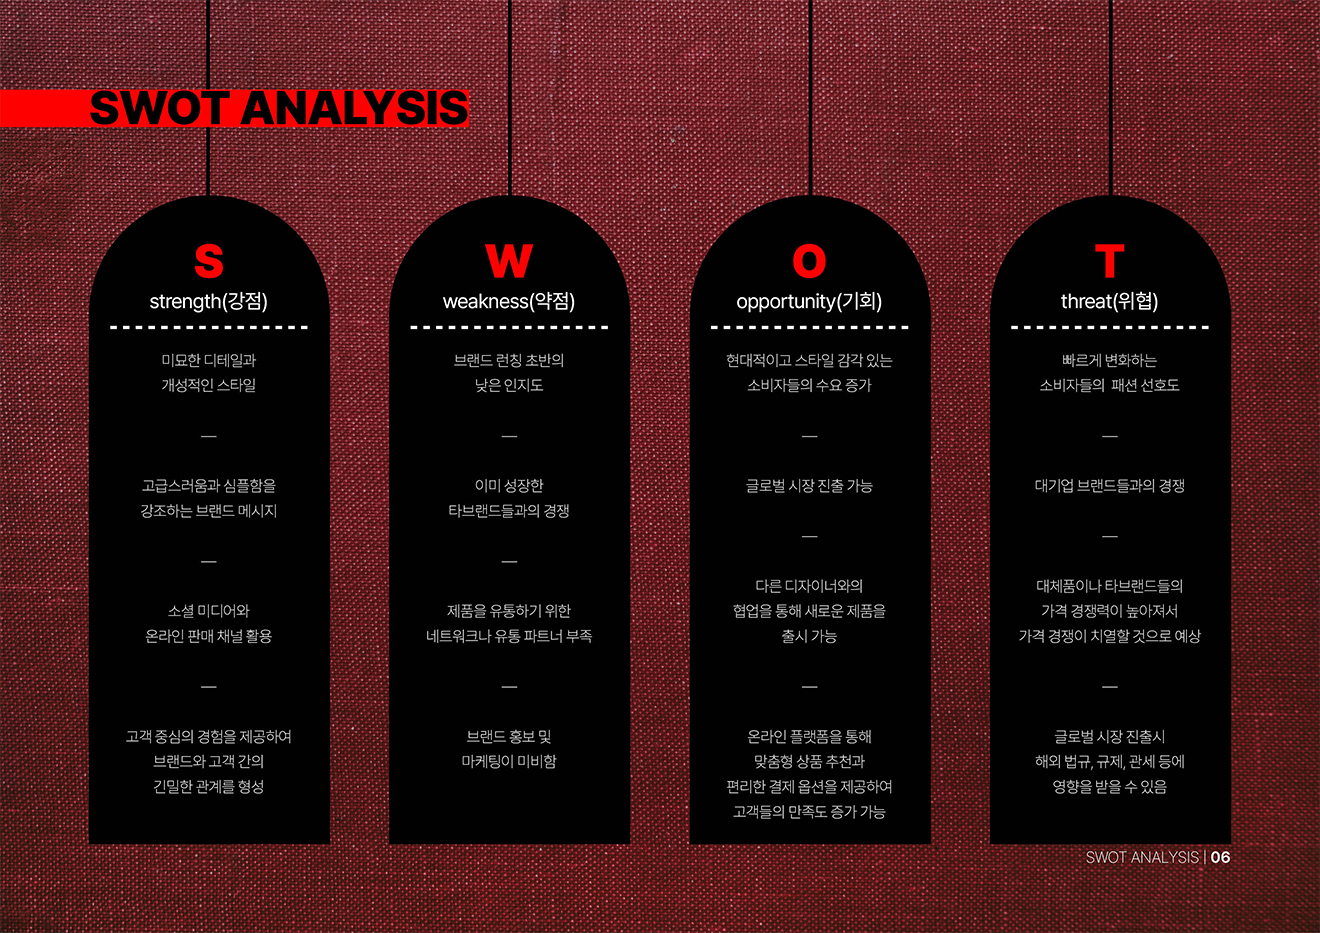 SWOT ANALYSIS
S
strength(강점)
미묘한 디테일과
개성적인 스타일
—
고급스러움과 심플함을
강조하는 브랜드 메시지
—
소셜 미디어와
온라인 판매 채널 활용
—
고객 중심의 경험을 제공하여
브랜드와 고객 간의
긴밀한 관계를 형성
W
weakness(약점)
브랜드 런칭 초반의
낮은 인지도
—
이미 성장한
타브랜드들과의 경쟁
—
제품을 유통하기 위한
네트워크나 유통 파트너 부족
—
브랜드 홍보 및
마케팅이 미비함
O
opportunity(기회)
현대적이고 스타일 감각 있는
소비자들의 수요 증가
—
글로벌 시장 진출 가능
—
다른 디자이너와의
협업을 통해 새로운 제품을
출시 가능
—
온라인 플랫폼을 통해
맞춤형 상품 추천과
편리한 결제 옵션을 제공하여
고객들의 만족도 증가 가능
T
threat(위협)
빠르게 변화하는
소비자들의 패션 선호도
—
대기업 브랜드들과의 경쟁
—
대체품이나 타브랜드들의
가격 경쟁력이 높아져서
가격 경쟁이 치열할 것으로 예상
—
글로벌 시장 진출시
해외 법규, 규제, 관세 등에
영향을 받을 수 있음
SWOT ANALYSIS | 06